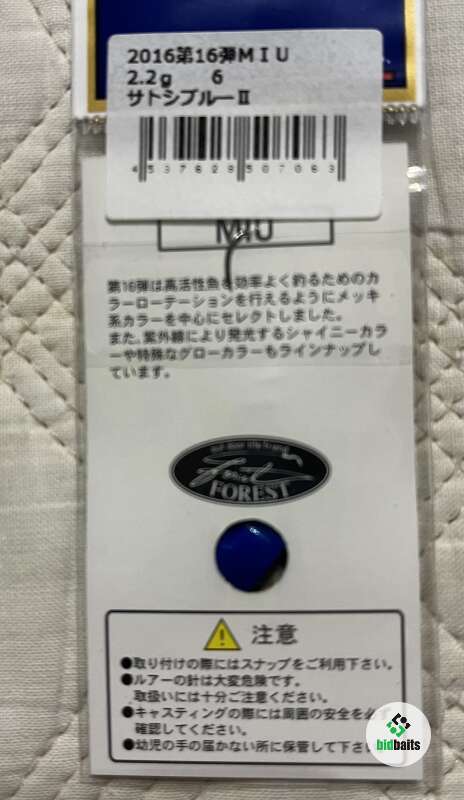 2016第16弾MIU
2.2g 6
サトシブルーⅡ
4 537829 507063
MIU
第16弾は高活性魚を効率よく釣るためのカ
ラーローテーションを行えるようにメッキ
系カラーを中心にセレクトしました。
また、紫外線により発光するシャイニーカラ
ーや特殊なグローカラーもラインナップし
ています。
FOREST
注意
●取り付けの際にはスナップをご利用下さい。
●ルアーの針は大変危険です。
取扱いには十分ご注意ください。
●キャスティングの際には周囲の安全を必ず
確認してください。
●幼児の手の届かない所に保管して下さ
bidbaits